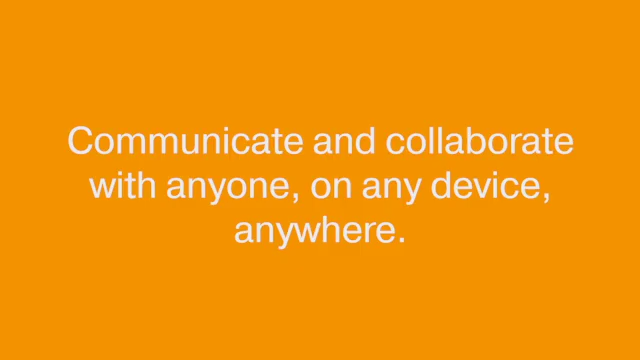 Communicate and collaborate
with anyone, on any device,
anywhere.